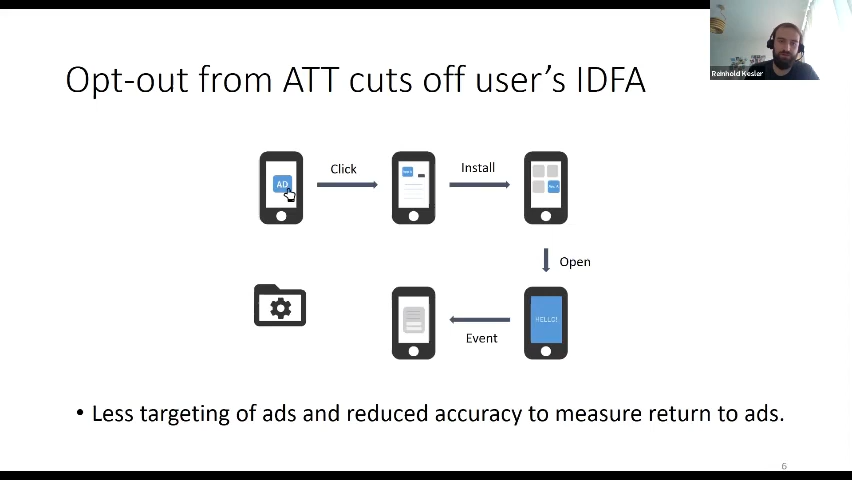 Reinhold Kesler
Opt-out from ATT cuts off user's IDFA
Click
Install
AD
Open
HELLO!
Event
• Less targeting of ads and reduced accuracy to measure return to ads.
6